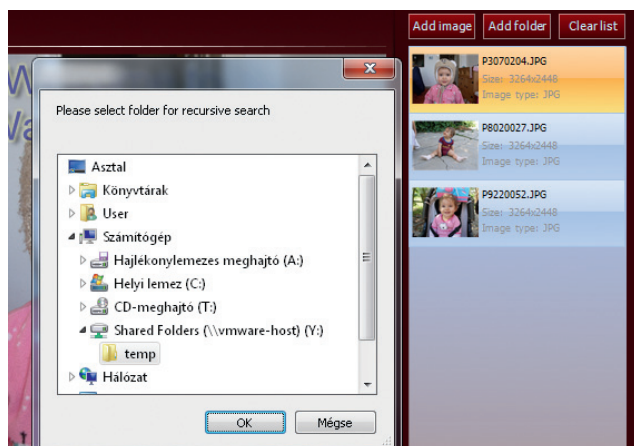 Add image
Add folder
Clear list
P3070204.JPG
Size: 3264x2448
Image type: JPG
P8020027.JPG
Size: 3264x2448
Image type: JPG
P9220052.JPG
Size: 3264x2448
Image type: JPG
Please select folder for recursive search
Asztal
Könyvtárak
User
Számítógép
Hajlékonylemezes meghajtó (A:)
Helyi lemez (C:)
CD-meghajtó (T:)
Shared Folders (\\vmware-host) (Y:)
temp
Hálózat
OK
Mégse